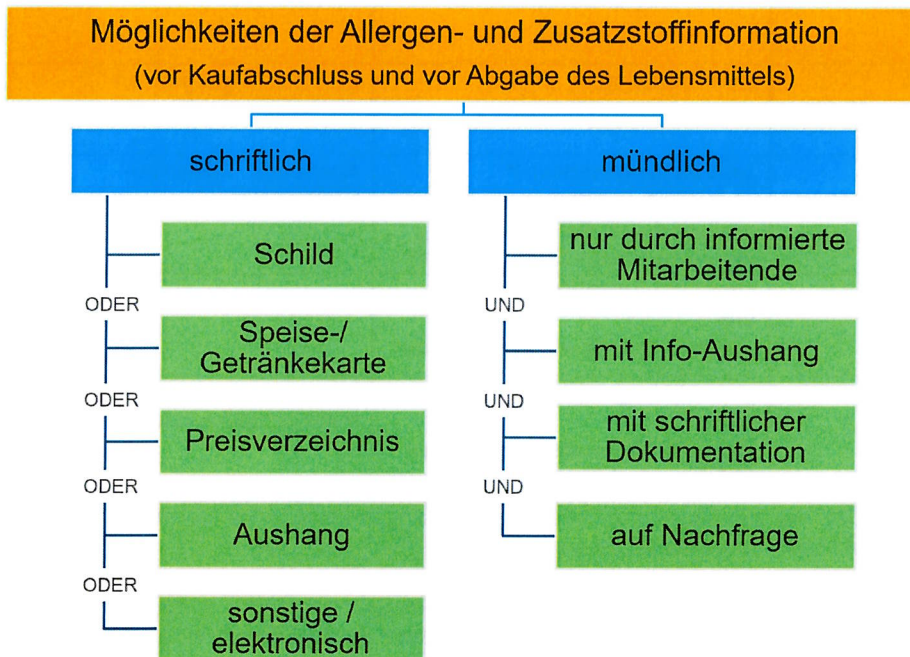 Möglichkeiten der Allergen- und Zusatzstoffinformation
(vor Kaufabschluss und vor Abgabe des Lebensmittels)
schriftlich
Schild
ODER
Speise-/
Getränkekarte
ODER
Preisverzeichnis
ODER
Aushang
ODER
sonstige /
elektronisch
mündlich
nur durch informierte
Mitarbeitende
UND
mit Info-Aushang
UND
mit schriftlicher
Dokumentation
UND
auf Nachfrage